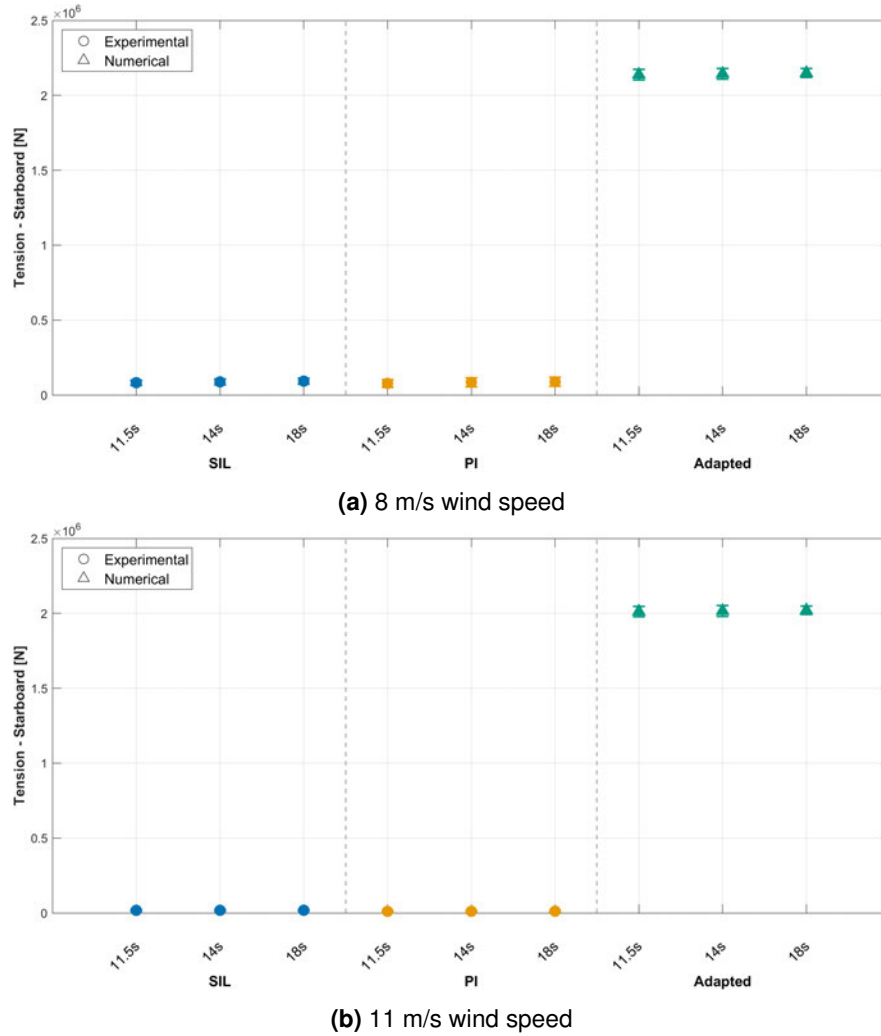 ×10⁶
2.5
Experimental
Numerical
2
1.5
Tension - Starboard [N]
1
0.5
0
11.5s 14s 18s 11.5s 14s 18s 11.5s 14s 18s
SIL PI Adapted
(a) 8 m/s wind speed
×10⁶
2.5
Experimental
Numerical
2
1.5
Tension - Starboard [N]
1
0.5
0
11.5s 14s 18s 11.5s 14s 18s 11.5s 14s 18s
SIL PI Adapted
(b) 11 m/s wind speed